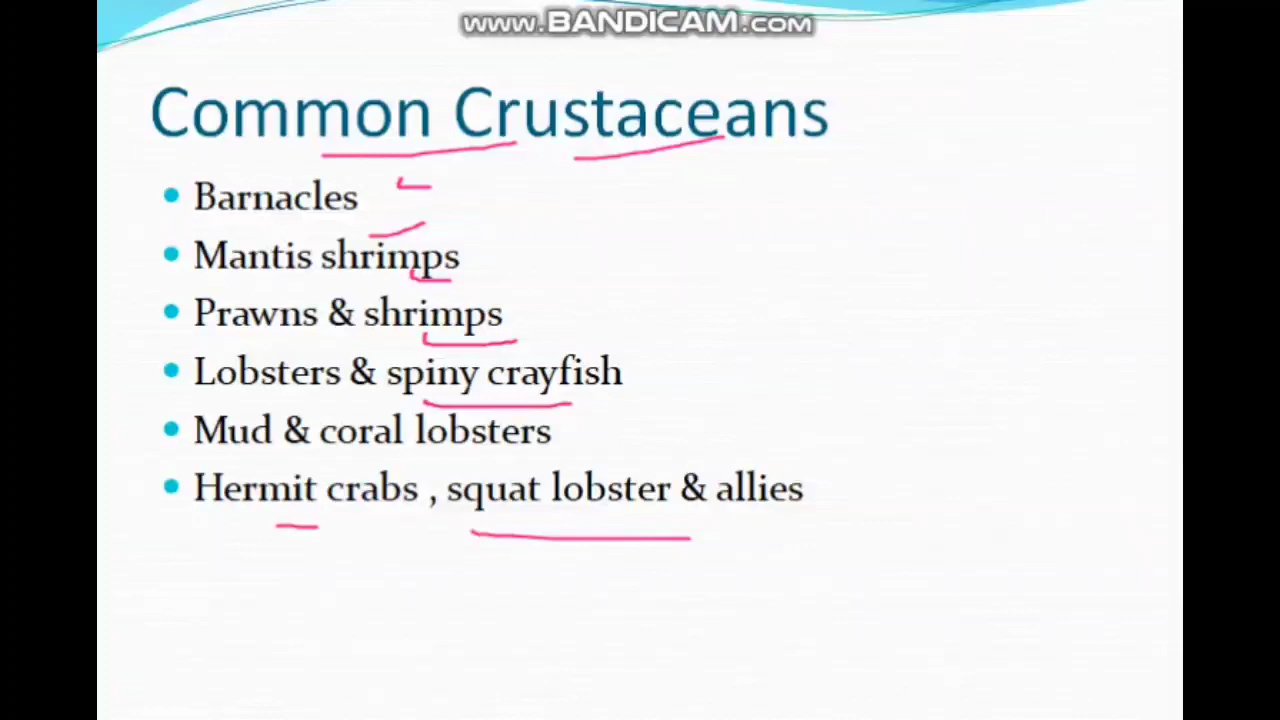 www.BANDICAM.com
Common Crustaceans
• Barnacles
• Mantis shrimps
• Prawns & shrimps
• Lobsters & spiny crayfish
• Mud & coral lobsters
• Hermit crabs , squat lobster & allies